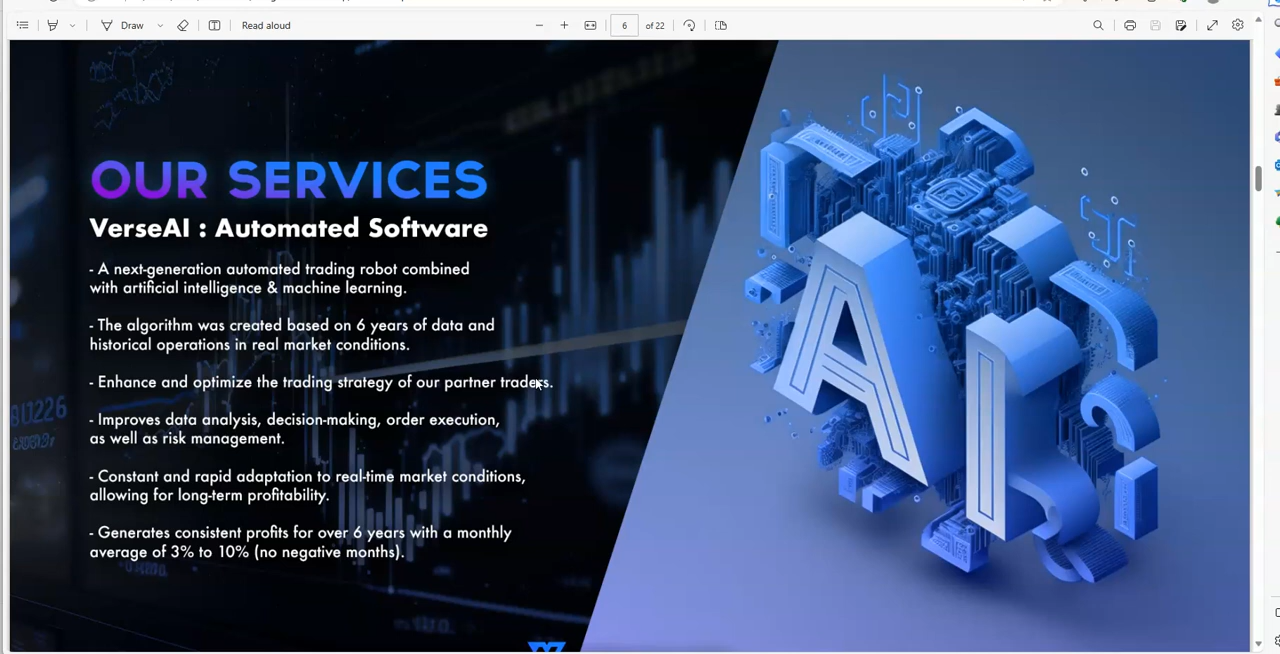 Draw
Read aloud
6
of 22
OUR SERVICES
VerseAI : Automated Software
- A next-generation automated trading robot combined
with artificial intelligence & machine learning.
- The algorithm was created based on 6 years of data and
historical operations in real market conditions.
- Enhance and optimize the trading strategy of our partner traders.
- Improves data analysis, decision-making, order execution,
as well as risk management.
- Constant and rapid adaptation to real-time market conditions,
allowing for long-term profitability.
- Generates consistent profits for over 6 years with a monthly
average of 3% to 10% (no negative months).
AI